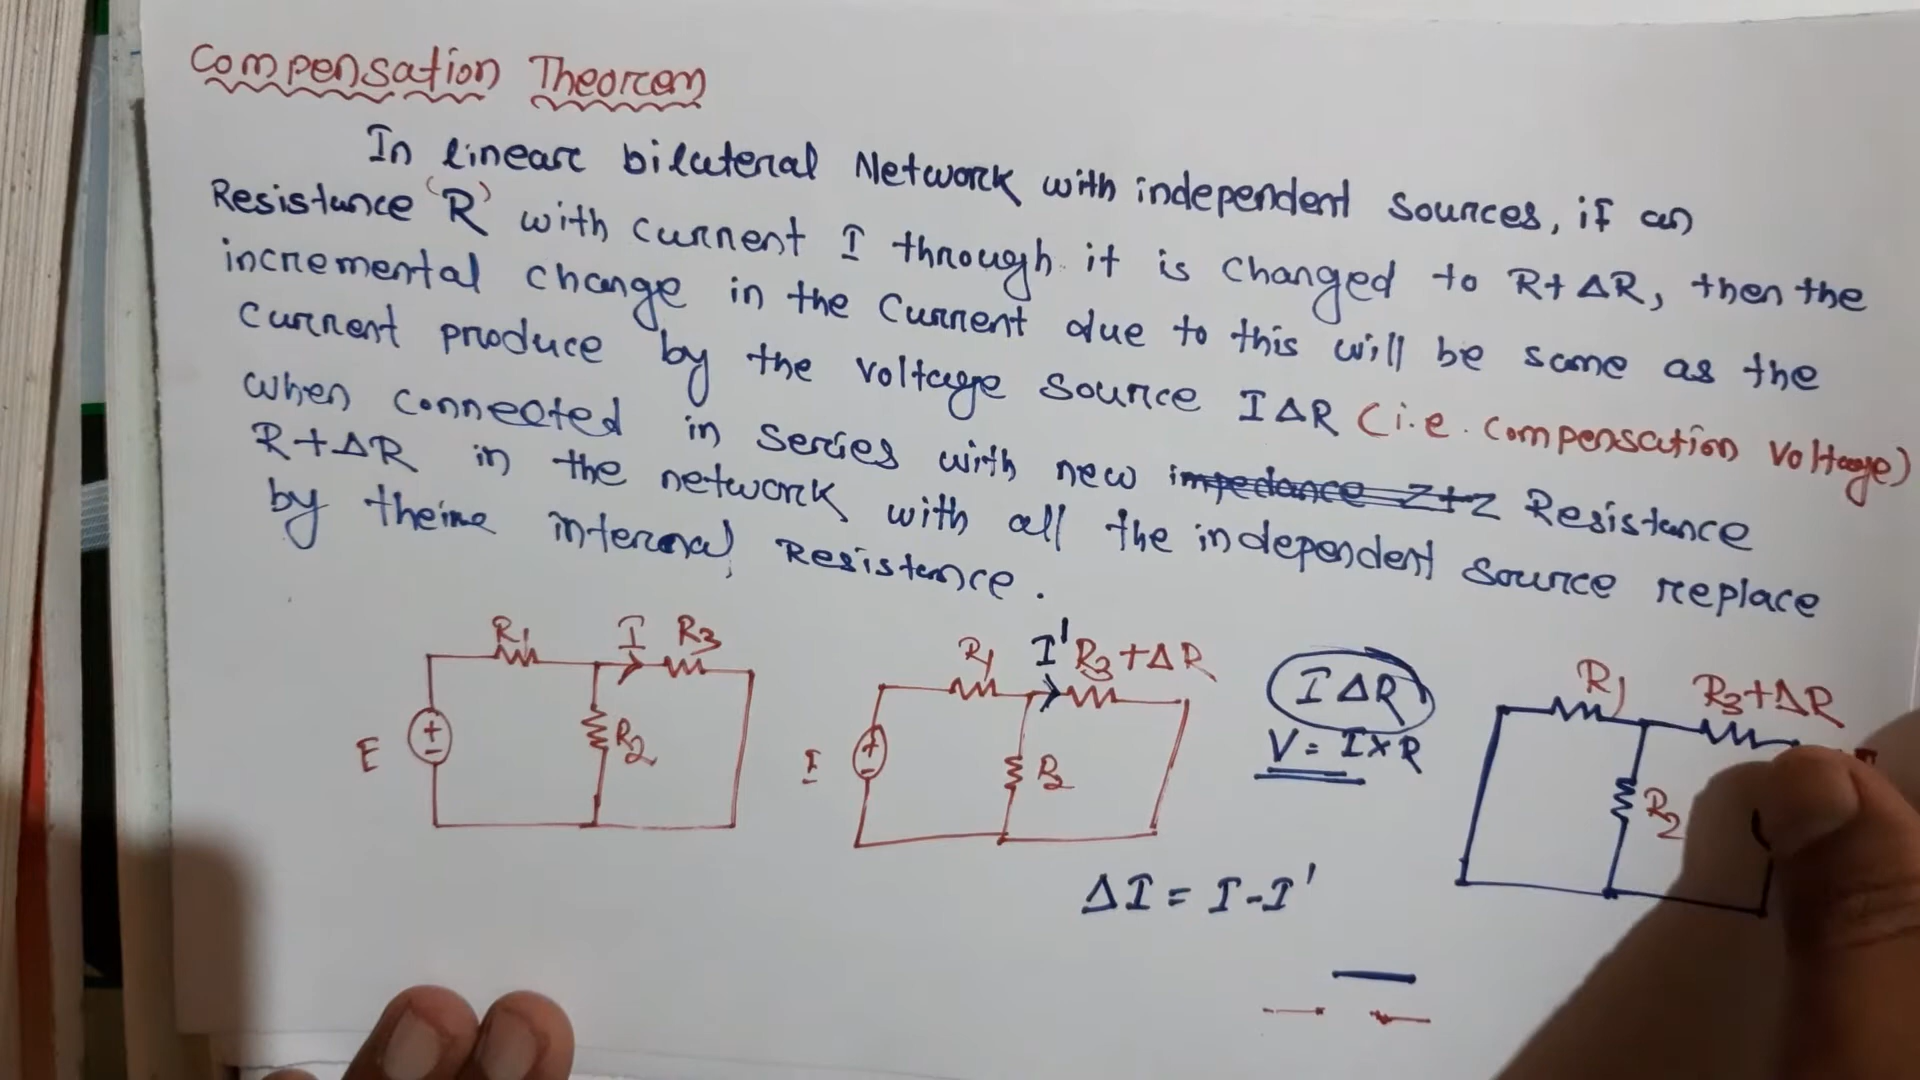 Compensation Theorem
In linear bilateral Network with independent Sources, if an
Resistance 'R' with current I through it is changed to R+ΔR, then the
incremental change in the current due to this will be same as the
current produce by the voltage source IΔR (i.e. compensation voltage)
when connected in series with new impedance Z+Z Resistance
R+ΔR in the network with all the independent source replace
by internal Resistance.
R1 I R3
E R2
R1 I' R3+ΔR
IΔR
V = I×R
R1 R3+ΔR
R2
ΔI = I-I'